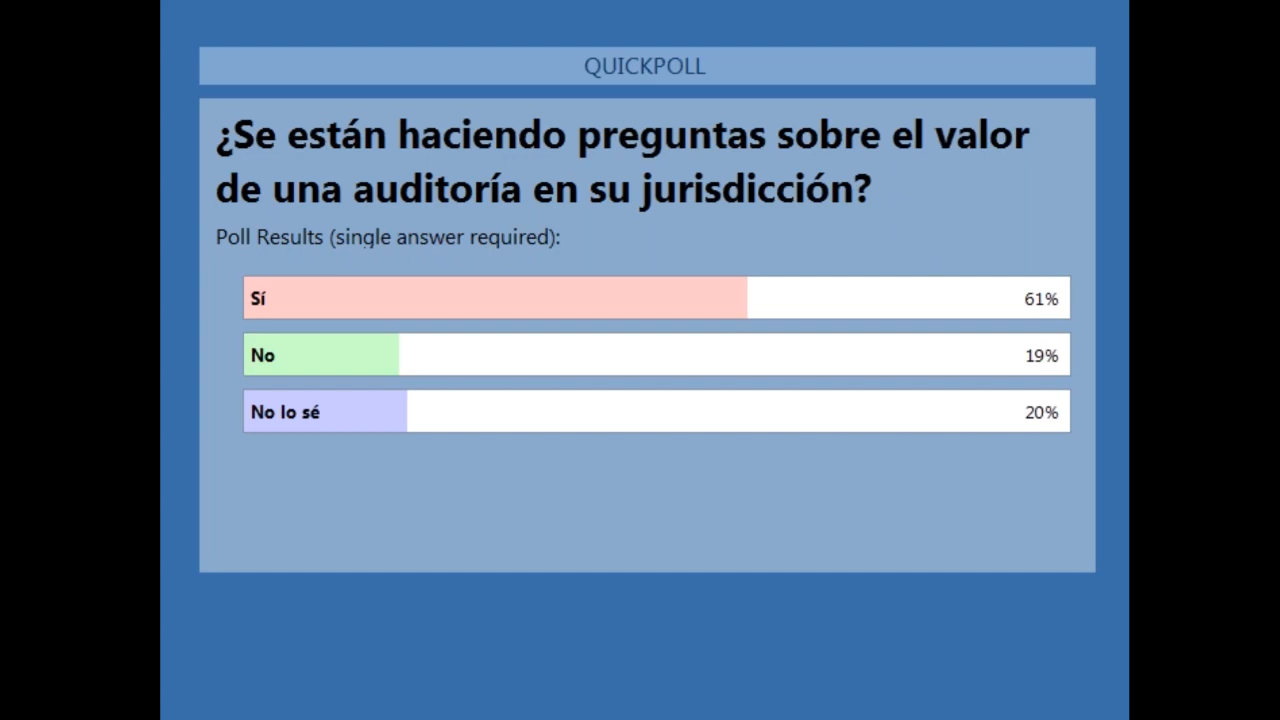 QUICKPOLL
¿Se están haciendo preguntas sobre el valor
de una auditoría en su jurisdicción?
Poll Results (single answer required):
Sí 61%
No 19%
No lo sé 20%